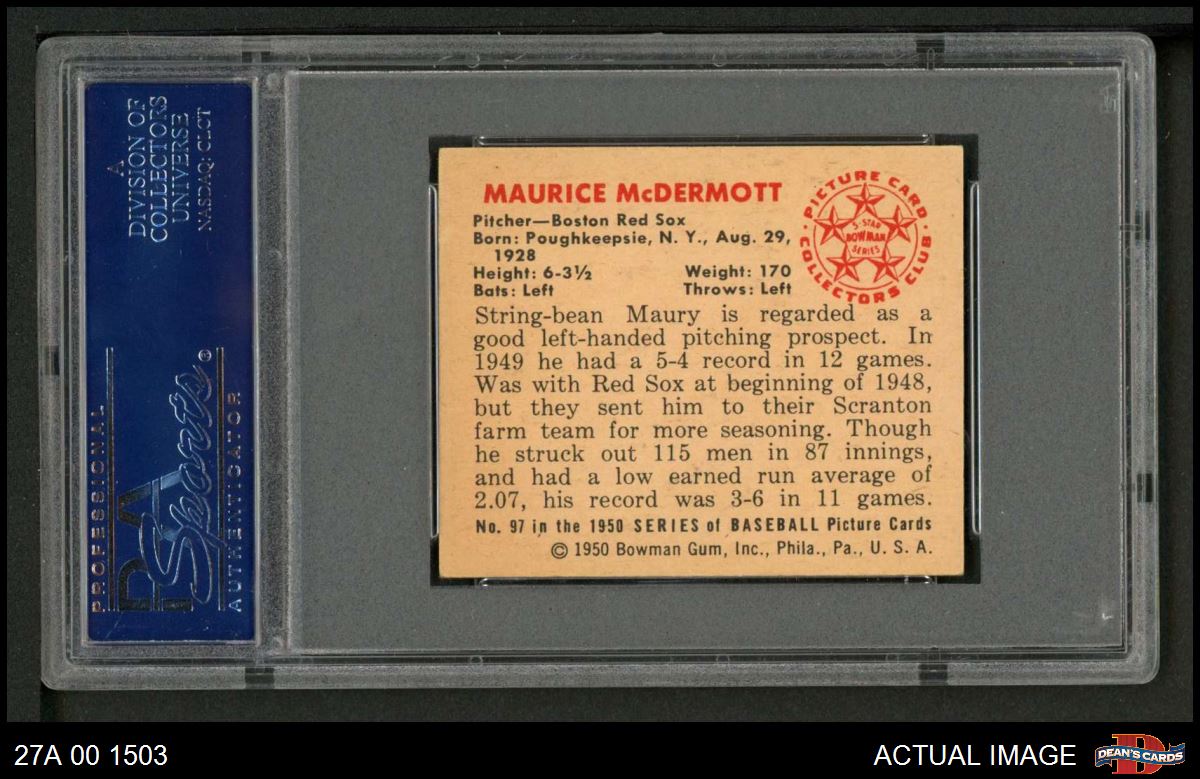 A
DIVISION OF
COLLECTORS
UNIVERSE
NASDAQ: CLCT
PROFESSIONAL
PSA
Sports®
AUTHENTICATOR
MAURICE McDERMOTT
Pitcher—Boston Red Sox
Born: Poughkeepsie, N. Y., Aug. 29,
1928
Height: 6-3½ Weight: 170
Bats: Left Throws: Left
PICTURE CARD
5-STAR
BOWMAN
SERIES
COLLECTORS CLUB
String-bean Maury is regarded as a
good left-handed pitching prospect. In
1949 he had a 5-4 record in 12 games.
Was with Red Sox at beginning of 1948,
but they sent him to their Scranton
farm team for more seasoning. Though
he struck out 115 men in 87 innings,
and had a low earned run average of
2.07, his record was 3-6 in 11 games.
No. 97 in the 1950 SERIES of BASEBALL Picture Cards
© 1950 Bowman Gum, Inc., Phila., Pa., U. S. A.
27A 00 1503
ACTUAL IMAGE
D
DEAN'S CARDS